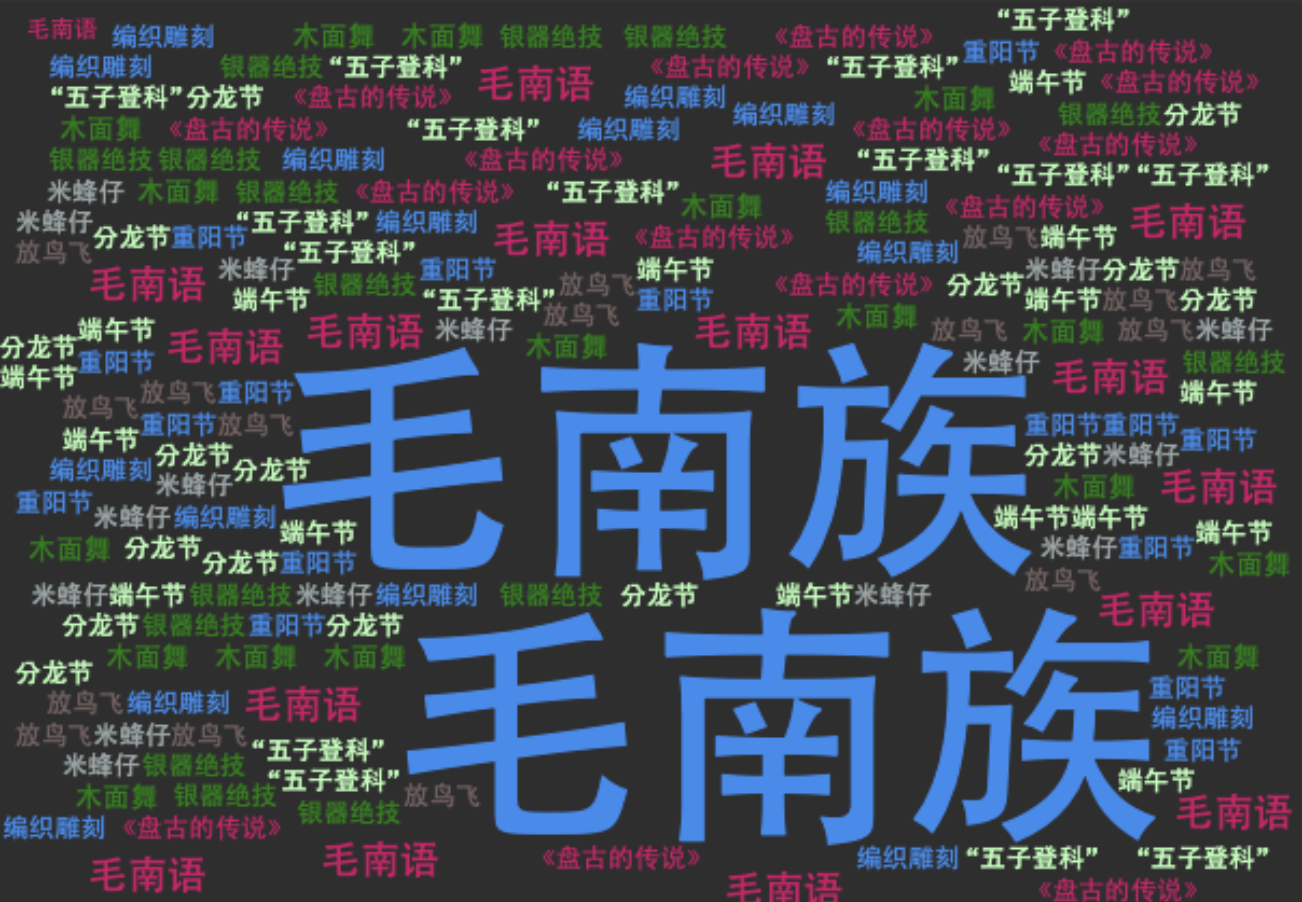 “五子登科”
毛南语 编织雕刻 木面舞 木面舞 银器绝技 银器绝技 《盘古的传说》
重阳节 《盘古的传说》
编织雕刻 银器绝技 “五子登科” 毛南语 《盘古的传说》 “五子登科”
端午节 《盘古的传说》
“五子登科” 分龙节 《盘古的传说》 编织雕刻 木面舞
编织雕刻 银器绝技 分龙节
木面舞 《盘古的传说》 “五子登科” 编织雕刻 《盘古的传说》
《盘古的传说》
银器绝技 银器绝技 编织雕刻 《盘古的传说》 毛南语 “五子登科”
“五子登科” “五子登科”
米蜂仔 木面舞 银器绝技 《盘古的传说》 “五子登科” 编织雕刻
木面舞 《盘古的传说》
米蜂仔 “五子登科” 编织雕刻 银器绝技 毛南语
分龙节 重阳节 毛南语 《盘古的传说》 放鸟飞 端午节
放鸟飞 “五子登科” 编织雕刻
米蜂仔 重阳节 端午节 米蜂仔 分龙节 放鸟飞
毛南语 银器绝技 放鸟飞 《盘古的传说》 分龙节
端午节 “五子登科” 重阳节 端午节 放鸟飞 分龙节
放鸟飞 木面舞
端午节 毛南语 米蜂仔 毛南语 放鸟飞 木面舞 放鸟飞 米蜂仔
分龙节 毛南语 木面舞
重阳节 米蜂仔 银器绝技
端午节 毛南语
放鸟飞 重阳节 端午节
放鸟飞
重阳节 放鸟飞 重阳节 重阳节
端午节 重阳节
分龙节 分龙节 米蜂仔
毛南族
编织雕刻 分龙节
米蜂仔 木面舞 毛南语
重阳节
米蜂仔 编织雕刻 端午节 端午节
端午节 端午节
木面舞 分龙节 米蜂仔 重阳节
分龙节 重阳节 木面舞
放鸟飞
米蜂仔 端午节 银器绝技 米蜂仔 编织雕刻 银器绝技 分龙节 端午节 米蜂仔
毛南语
分龙节 银器绝技 重阳节 分龙节
木面舞 木面舞 木面舞 木面舞
分龙节
重阳节
放鸟飞 编织雕刻 毛南语
编织雕刻
毛南族
放鸟飞 米蜂仔 放鸟飞
“五子登科” 重阳节
米蜂仔 银器绝技
“五子登科” 端午节
木面舞 银器绝技 放鸟飞
银器绝技 毛南语
编织雕刻 《盘古的传说》
毛南语 《盘古的传说》 编织雕刻 “五子登科” “五子登科”
毛南语
毛南语 《盘古的传说》